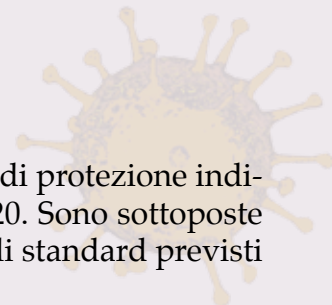 di protezione indi-
20. Sono sottoposte
li standard previsti